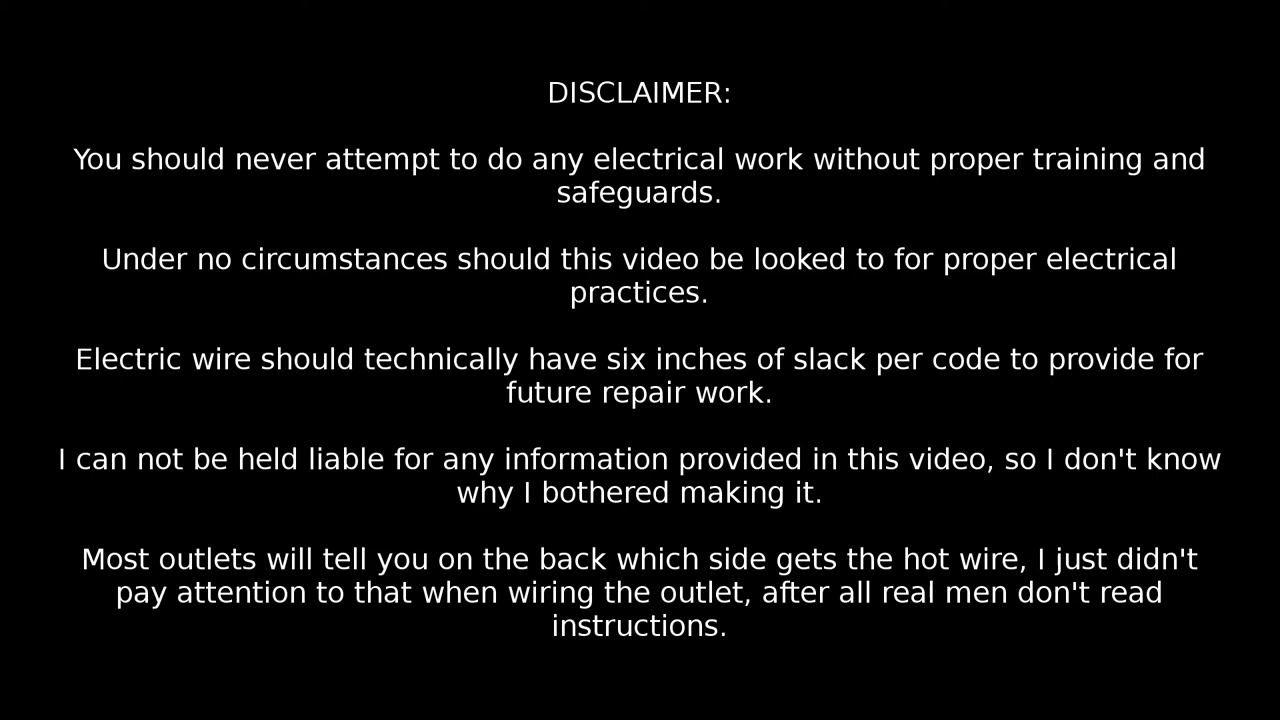 DISCLAIMER:
You should never attempt to do any electrical work without proper training and
safeguards.
Under no circumstances should this video be looked to for proper electrical
practices.
Electric wire should technically have six inches of slack per code to provide for
future repair work.
I can not be held liable for any information provided in this video, so I don't know
why I bothered making it.
Most outlets will tell you on the back which side gets the hot wire, I just didn't
pay attention to that when wiring the outlet, after all real men don't read
instructions.